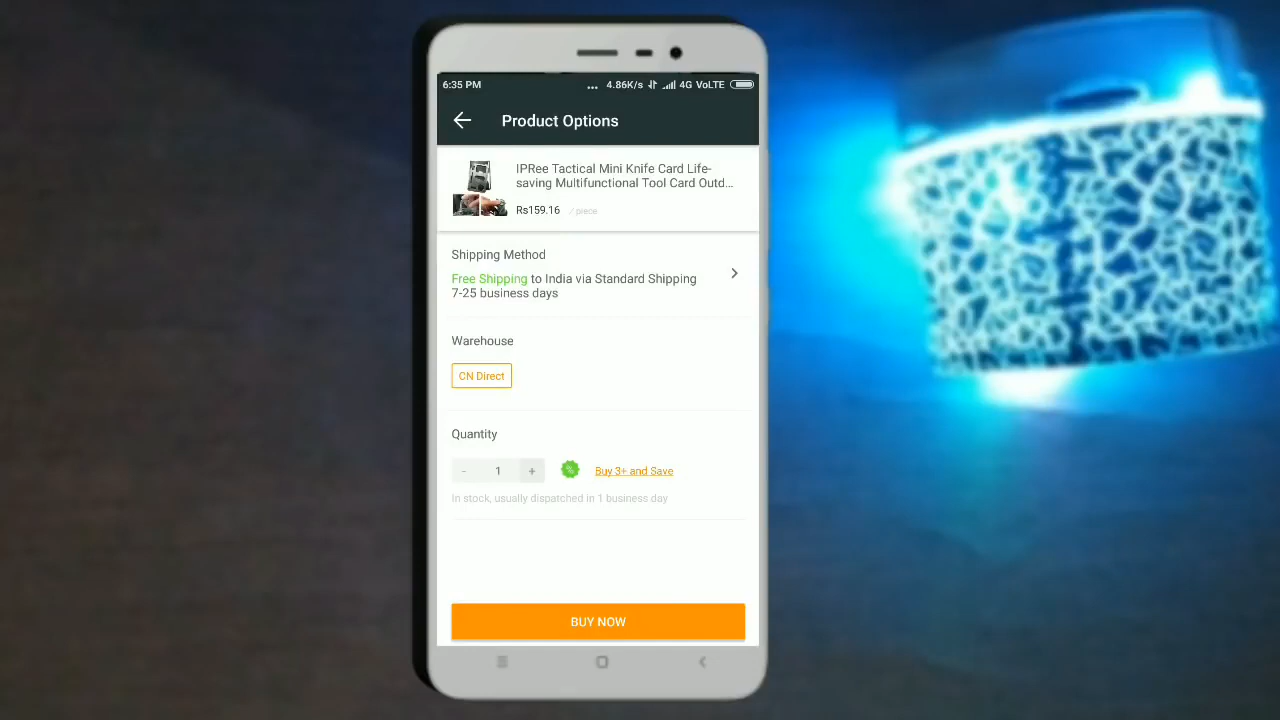 6:35 PM
... 4.86K/s 4G VoLTE
Product Options
IPRee Tactical Mini Knife Card Life-
saving Multifunctional Tool Card Outd...
Rs159.16 / piece
Shipping Method
Free Shipping to India via Standard Shipping
7-25 business days
Warehouse
CN Direct
Quantity
- 1 + % Buy 3+ and Save
In stock, usually dispatched in 1 business day
BUY NOW